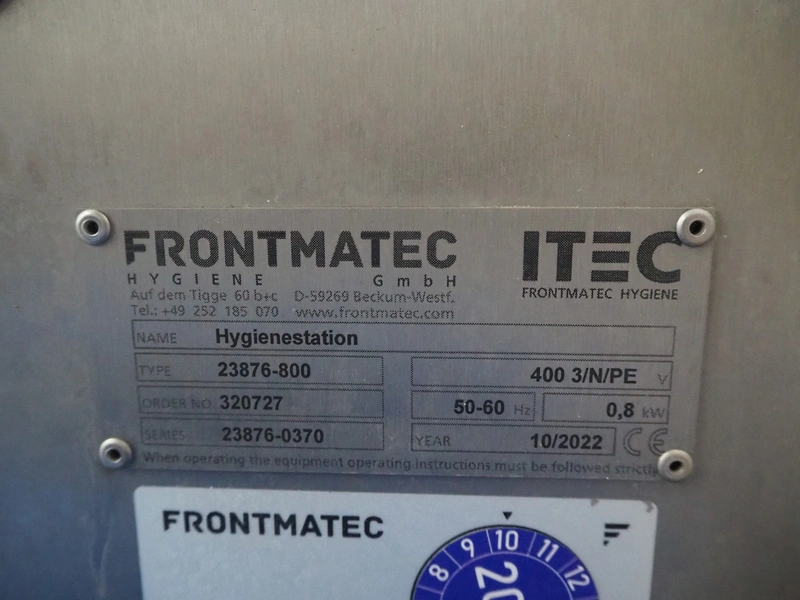 FRONTMATEC ITEC
HYGIENE GmbH FRONTMATEC HYGIENE
Auf dem Tigge 60 b+c D-59269 Beckum-Westf.
Tel.: +49 252 185 070 www.frontmatec.com
NAME Hygienestation
TYPE 23876-800 400 3/N/PE V
ORDER NO. 320727 50-60 Hz 0,8 kW
SERIES 23876-0370 YEAR 10/2022 CE
When operating the equipment operating instructions must be followed strictly
FRONTMATEC F
8 9 10 11 12
20